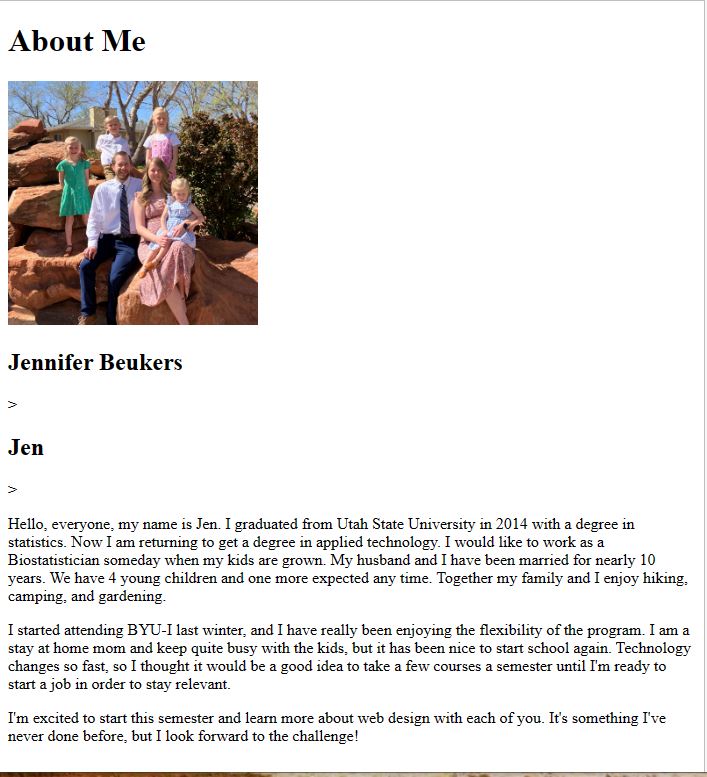 About Me
Jennifer Beukers
>
Jen
>
Hello, everyone, my name is Jen. I graduated from Utah State University in 2014 with a degree in
statistics. Now I am returning to get a degree in applied technology. I would like to work as a
Biostatistician someday when my kids are grown. My husband and I have been married for nearly 10
years. We have 4 young children and one more expected any time. Together my family and I enjoy hiking,
camping, and gardening.
I started attending BYU-I last winter, and I have really been enjoying the flexibility of the program. I am a
stay at home mom and keep quite busy with the kids, but it has been nice to start school again. Technology
changes so fast, so I thought it would be a good idea to take a few courses a semester until I'm ready to
start a job in order to stay relevant.
I'm excited to start this semester and learn more about web design with each of you. It's something I've
never done before, but I look forward to the challenge!